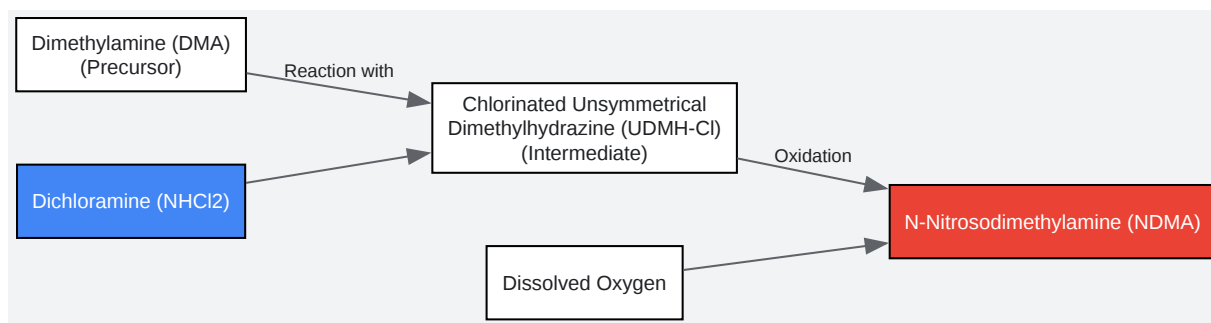 Dimethylamine (DMA)
(Precursor)
Reaction with
Chlorinated Unsymmetrical
Dimethylhydrazine (UDMH-Cl)
(Intermediate)
Dichloramine (NHCl2)
Oxidation
N-Nitrosodimethylamine (NDMA)
Dissolved Oxygen